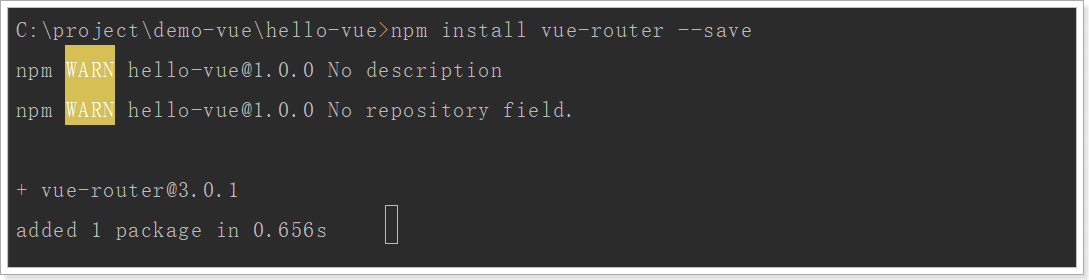 C:\project\demo-vue\hello-vue>npm install vue-router --save
npm WARN hello-vue@1.0.0 No description
npm WARN hello-vue@1.0.0 No repository field.
+ vue-router@3.0.1
added 1 package in 0.656s